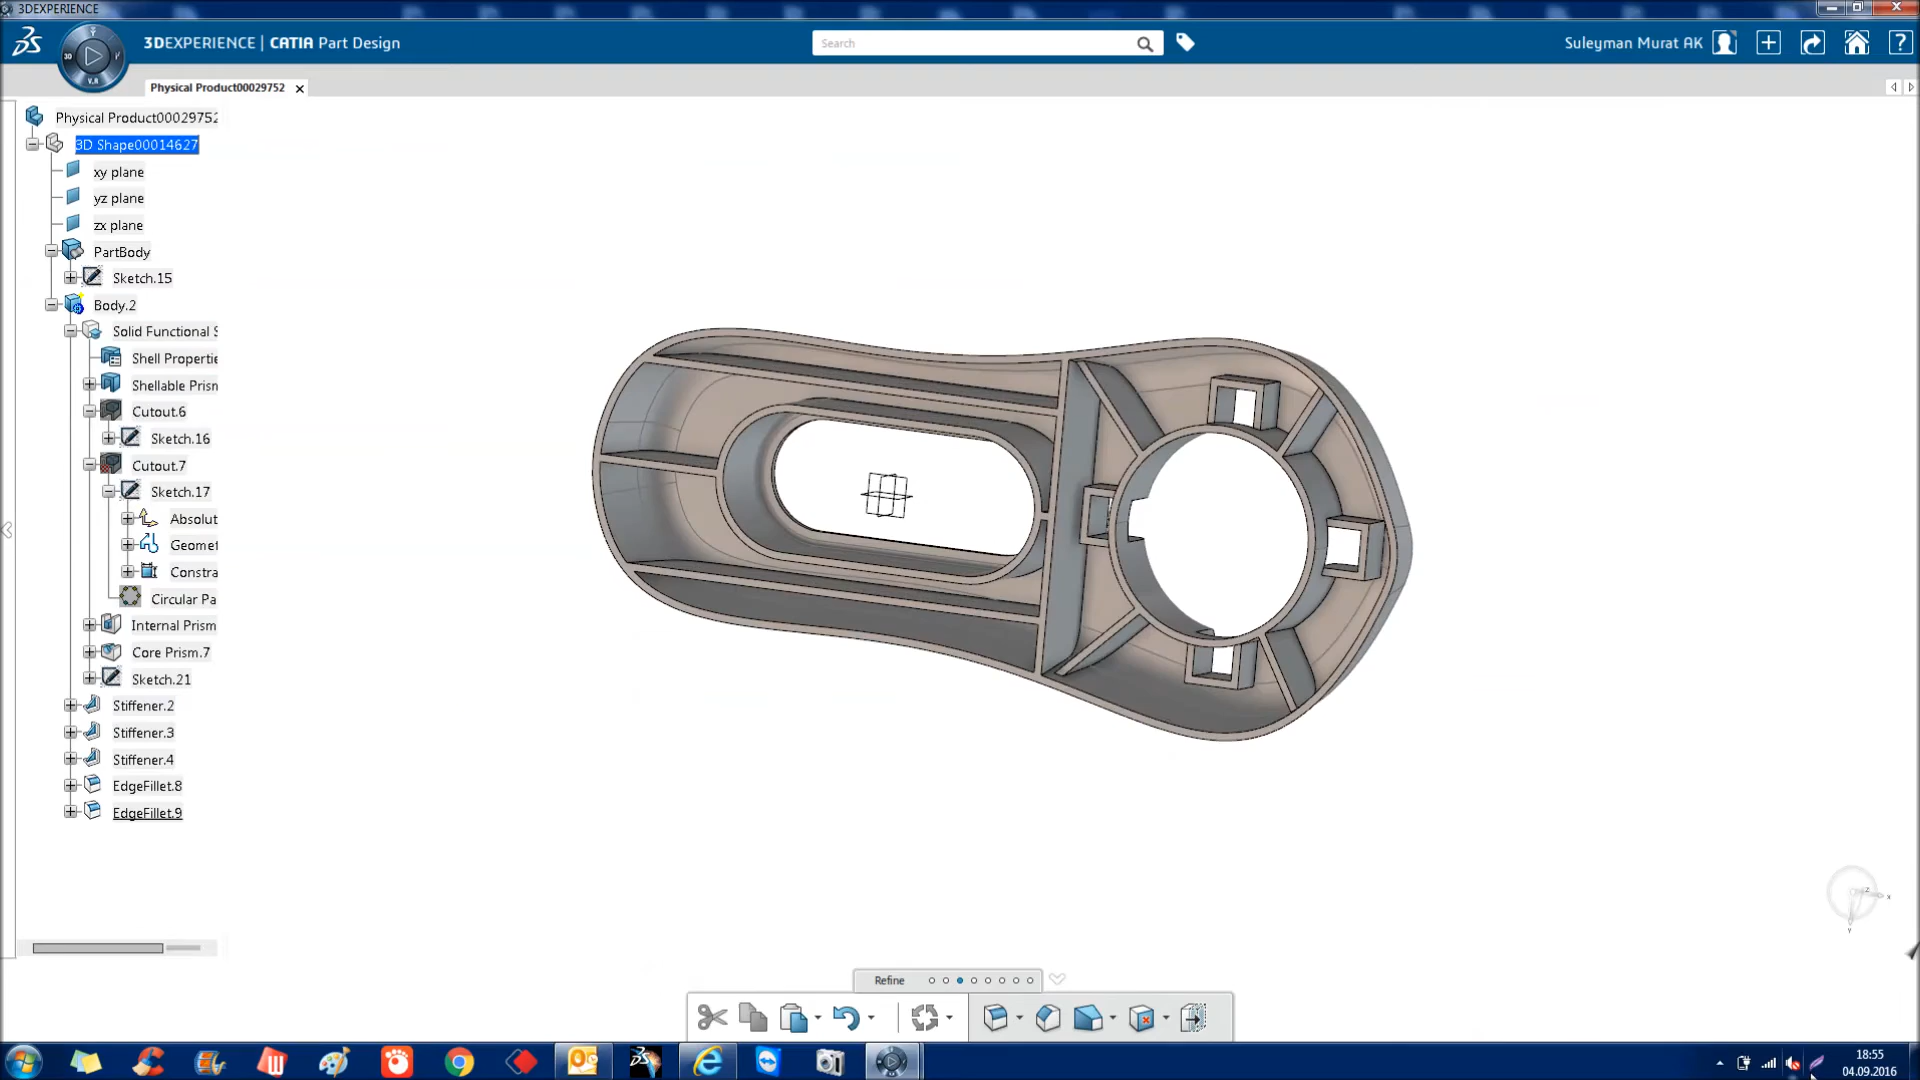 3DEXPERIENCE
3DEXPERIENCE | CATIA Part Design
Search
Suleyman Murat AK
3D
V.R
Physical Product00029752
Physical Product00029752
3D Shape00014627
xy plane
yz plane
zx plane
PartBody
Sketch.15
Body.2
Solid Functional S
Shell Propertie
Shellable Prism
Cutout.6
Sketch.16
Cutout.7
Sketch.17
Absolut
Geomet
Constra
Circular Pa
Internal Prism
Core Prism.7
Sketch.21
Stiffener.2
Stiffener.3
Stiffener.4
EdgeFillet.8
EdgeFillet.9
z
x
y
Refine
18:55
04.09.2016